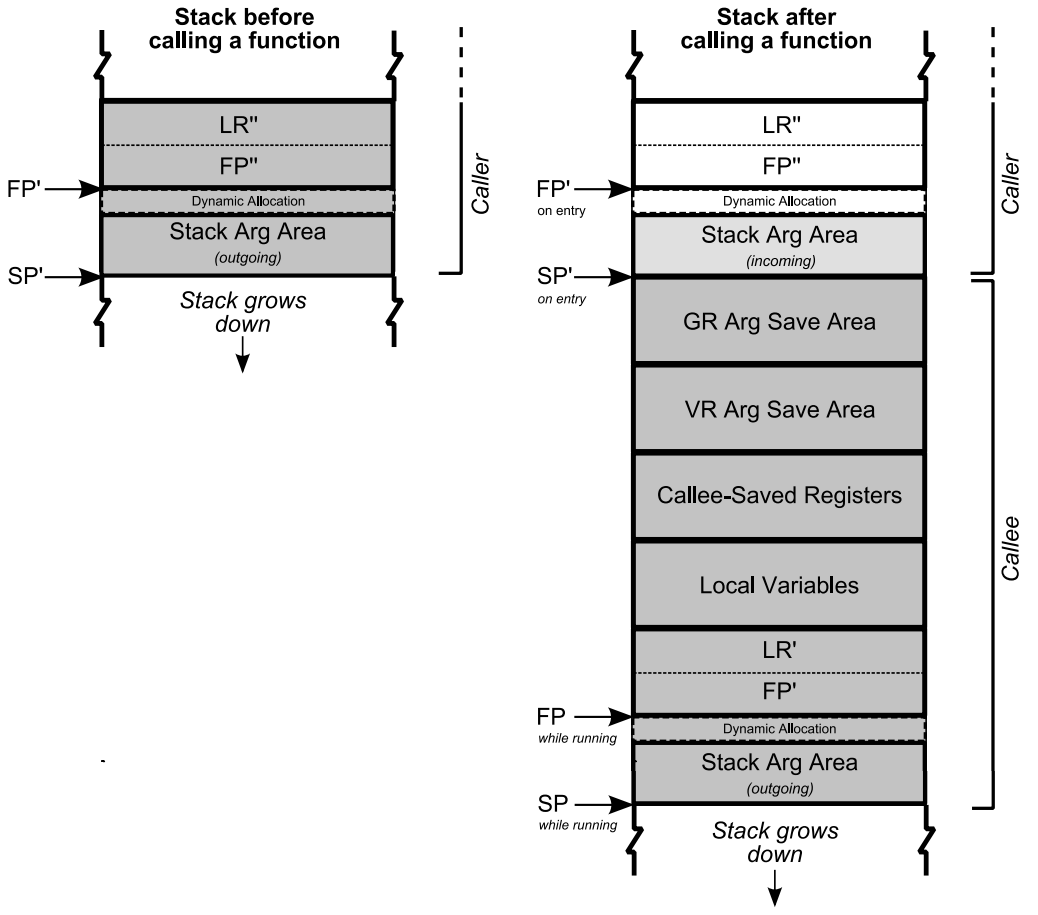 Stack before
calling a function
LR"
FP"
FP'
Dynamic Allocation
Stack Arg Area
(outgoing)
SP'
Stack grows
down
Caller
Stack after
calling a function
LR"
FP"
FP'
on entry
Dynamic Allocation
Stack Arg Area
(incoming)
SP'
on entry
Caller
GR Arg Save Area
VR Arg Save Area
Callee-Saved Registers
Local Variables
LR'
FP'
FP
while running
Dynamic Allocation
Stack Arg Area
(outgoing)
SP
while running
Callee
Stack grows
down